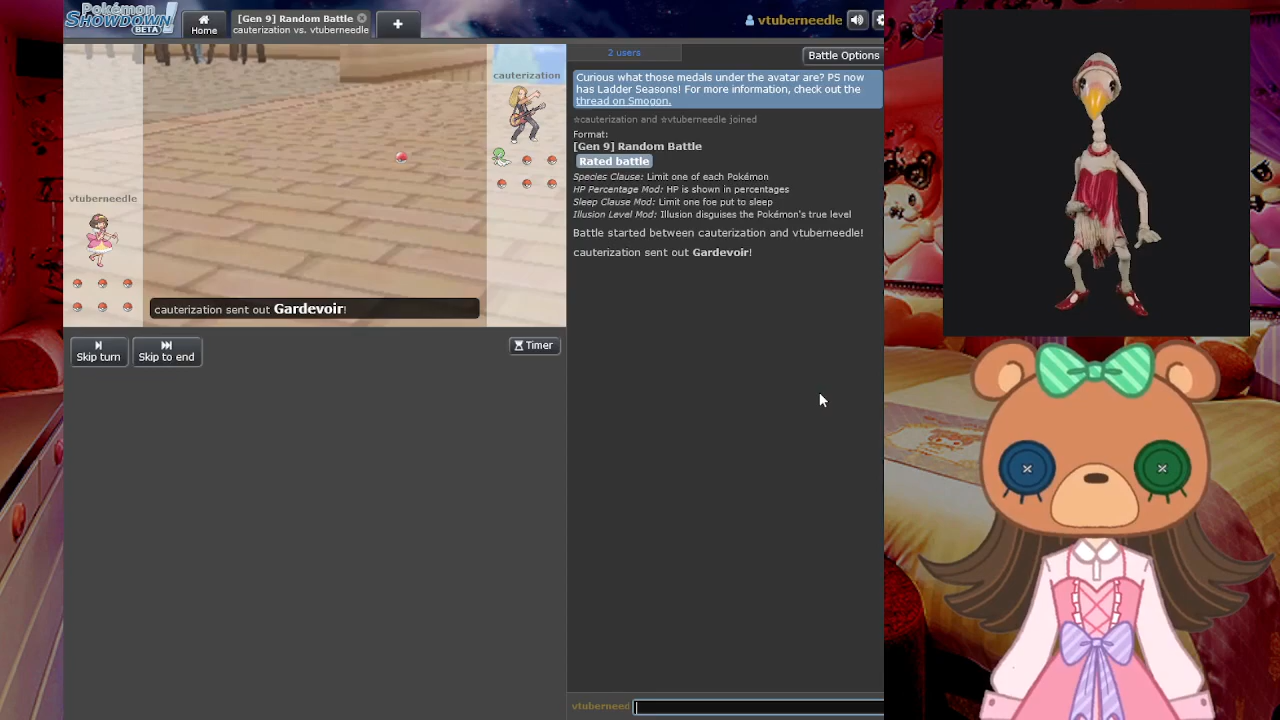 Pokémon
SHOWDOWN!
BETA
Home
[Gen 9] Random Battle
cauterization vs. vtuberneedle
+
vtuberneedle
cauterization
vtuberneedle
cauterization sent out Gardevoir!
Skip turn
Skip to end
Timer
2 users
Battle Options
Curious what those medals under the avatar are? PS now
has Ladder Seasons! For more information, check out the
thread on Smogon.
☆cauterization and ☆vtuberneedle joined
Format:
[Gen 9] Random Battle
Rated battle
Species Clause: Limit one of each Pokémon
HP Percentage Mod: HP is shown in percentages
Sleep Clause Mod: Limit one foe put to sleep
Illusion Level Mod: Illusion disguises the Pokémon's true level
Battle started between cauterization and vtuberneedle!
cauterization sent out Gardevoir!
vtuberneed